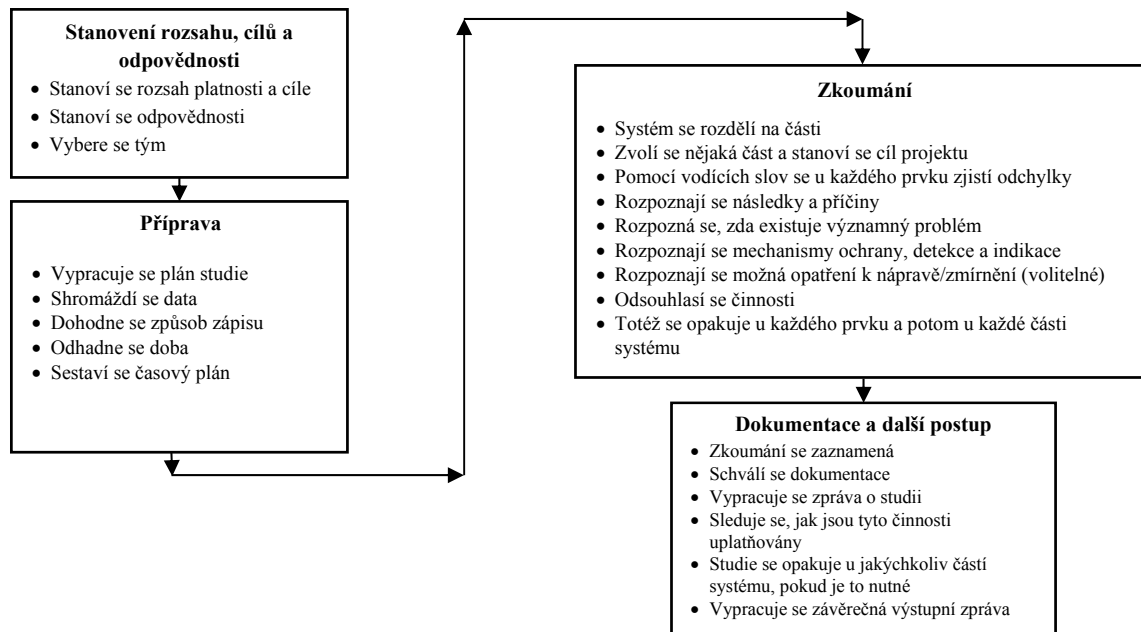 Stanovení rozsahu, cílů a
odpovědnosti
• Stanoví se rozsah platnosti a cíle
• Stanoví se odpovědnosti
• Vybere se tým
Příprava
• Vypracuje se plán studie
• Shromáždí se data
• Dohodne se způsob zápisu
• Odhadne se doba
• Sestaví se časový plán
Zkoumání
• Systém se rozdělí na části
• Zvolí se nějaká část a stanoví se cíl projektu
• Pomocí vodících slov se u každého prvku zjistí odchylky
• Rozpoznají se následky a příčiny
• Rozpozná se, zda existuje významný problém
• Rozpoznají se mechanismy ochrany, detekce a indikace
• Rozpoznají se možná opatření k nápravě/zmírnění (volitelné)
• Odsouhlasí se činnosti
• Totéž se opakuje u každého prvku a potom u každé části
systému
Dokumentace a další postup
• Zkoumání se zaznamená
• Schválí se dokumentace
• Vypracuje se zpráva o studii
• Sleduje se, jak jsou tyto činnosti
uplatňovány
• Studie se opakuje u jakýchkoliv částí
systému, pokud je to nutné
• Vypracuje se závěrečná výstupní zpráva